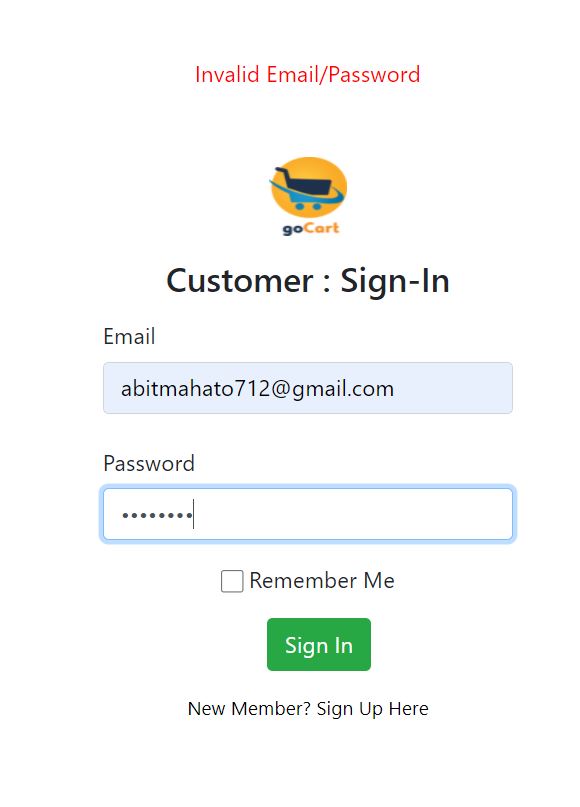 Invalid Email/Password
goCart
Customer : Sign-In
Email
abitmahato712@gmail.com
Password
••••••••
Remember Me
Sign In
New Member? Sign Up Here